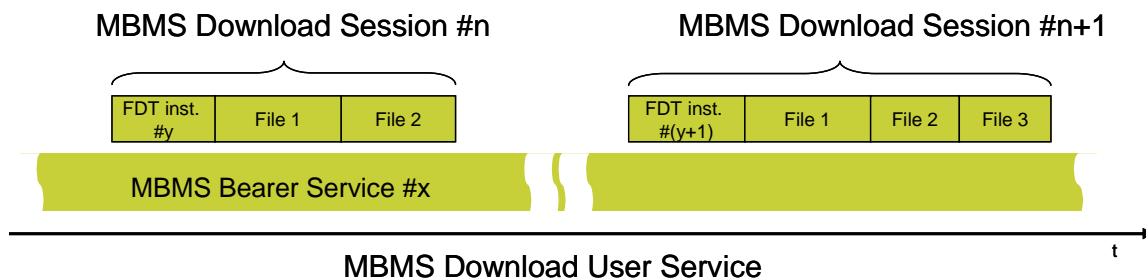 MBMS Download Session #n
MBMS Download Session #n+1
FDT inst.
#y
File 1
File 2
FDT inst.
#(y+1)
File 1
File 2
File 3
MBMS Bearer Service #x
t
MBMS Download User Service